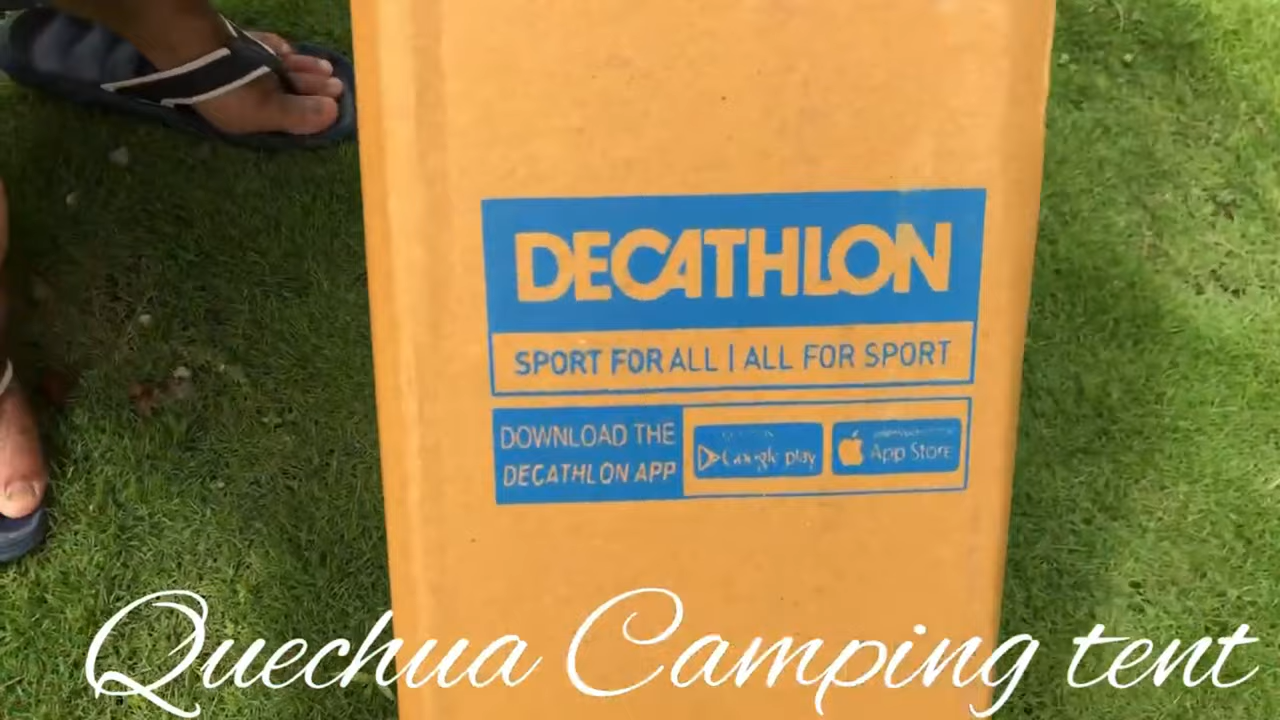 DECATHLON
SPORT FOR ALL | ALL FOR SPORT
DOWNLOAD THE
DECATHLON APP
Google play
App Store
Quechua Camping tent